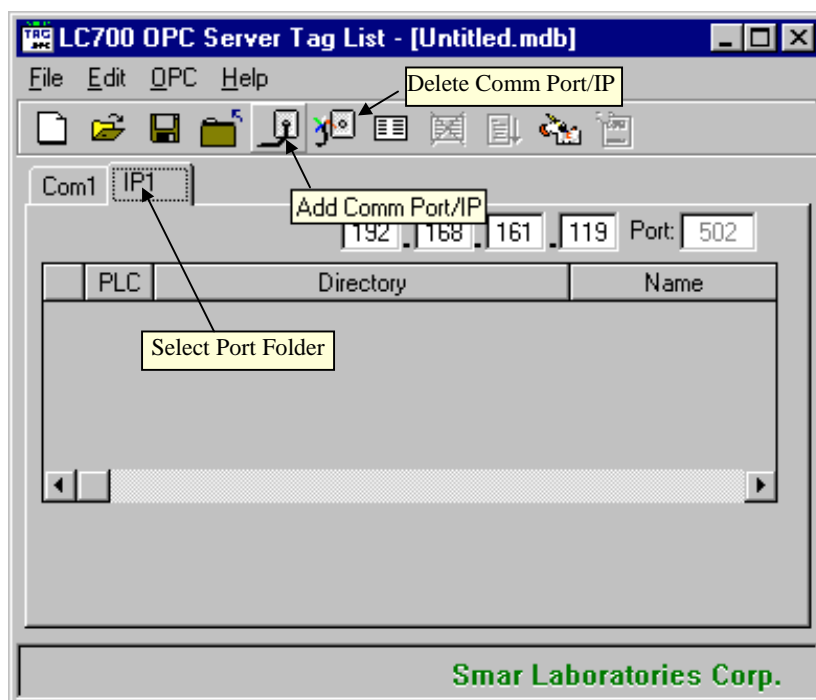 LC700 OPC Server Tag List - [Untitled.mdb]
File Edit OPC Help
Delete Comm Port/IP
Com1 IP1
Add Comm Port/IP
192 . 168 . 161 . 119 Port: 502
PLC Directory Name
Select Port Folder
Smar Laboratories Corp.